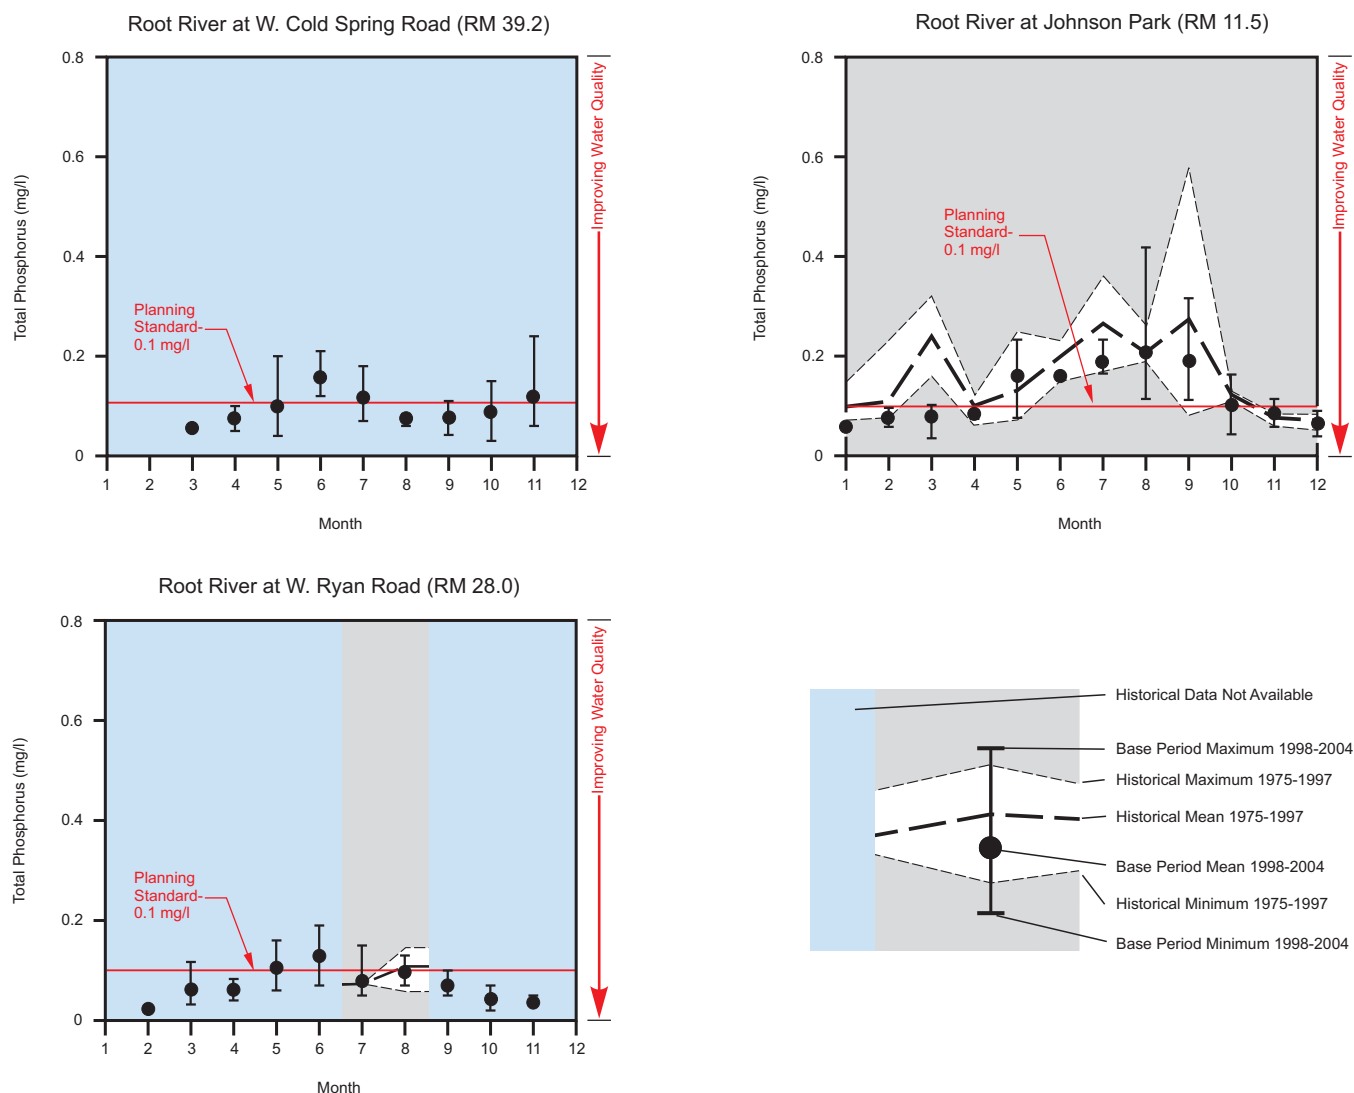 Root River at W. Cold Spring Road (RM 39.2)
0.8
0.6
0.4
0.2
0
Total Phosphorus (mg/l)
Planning
Standard-
0.1 mg/l
1 2 3 4 5 6 7 8 9 10 11 12
Month
Improving Water Quality
Root River at Johnson Park (RM 11.5)
0.8
0.6
0.4
0.2
0
Total Phosphorus (mg/l)
Planning
Standard-
0.1 mg/l
1 2 3 4 5 6 7 8 9 10 11 12
Month
Improving Water Quality
Root River at W. Ryan Road (RM 28.0)
0.8
0.6
0.4
0.2
0
Total Phosphorus (mg/l)
Planning
Standard-
0.1 mg/l
1 2 3 4 5 6 7 8 9 10 11 12
Month
Improving Water Quality
Historical Data Not Available
Base Period Maximum 1998-2004
Historical Maximum 1975-1997
Historical Mean 1975-1997
Base Period Mean 1998-2004
Historical Minimum 1975-1997
Base Period Minimum 1998-2004